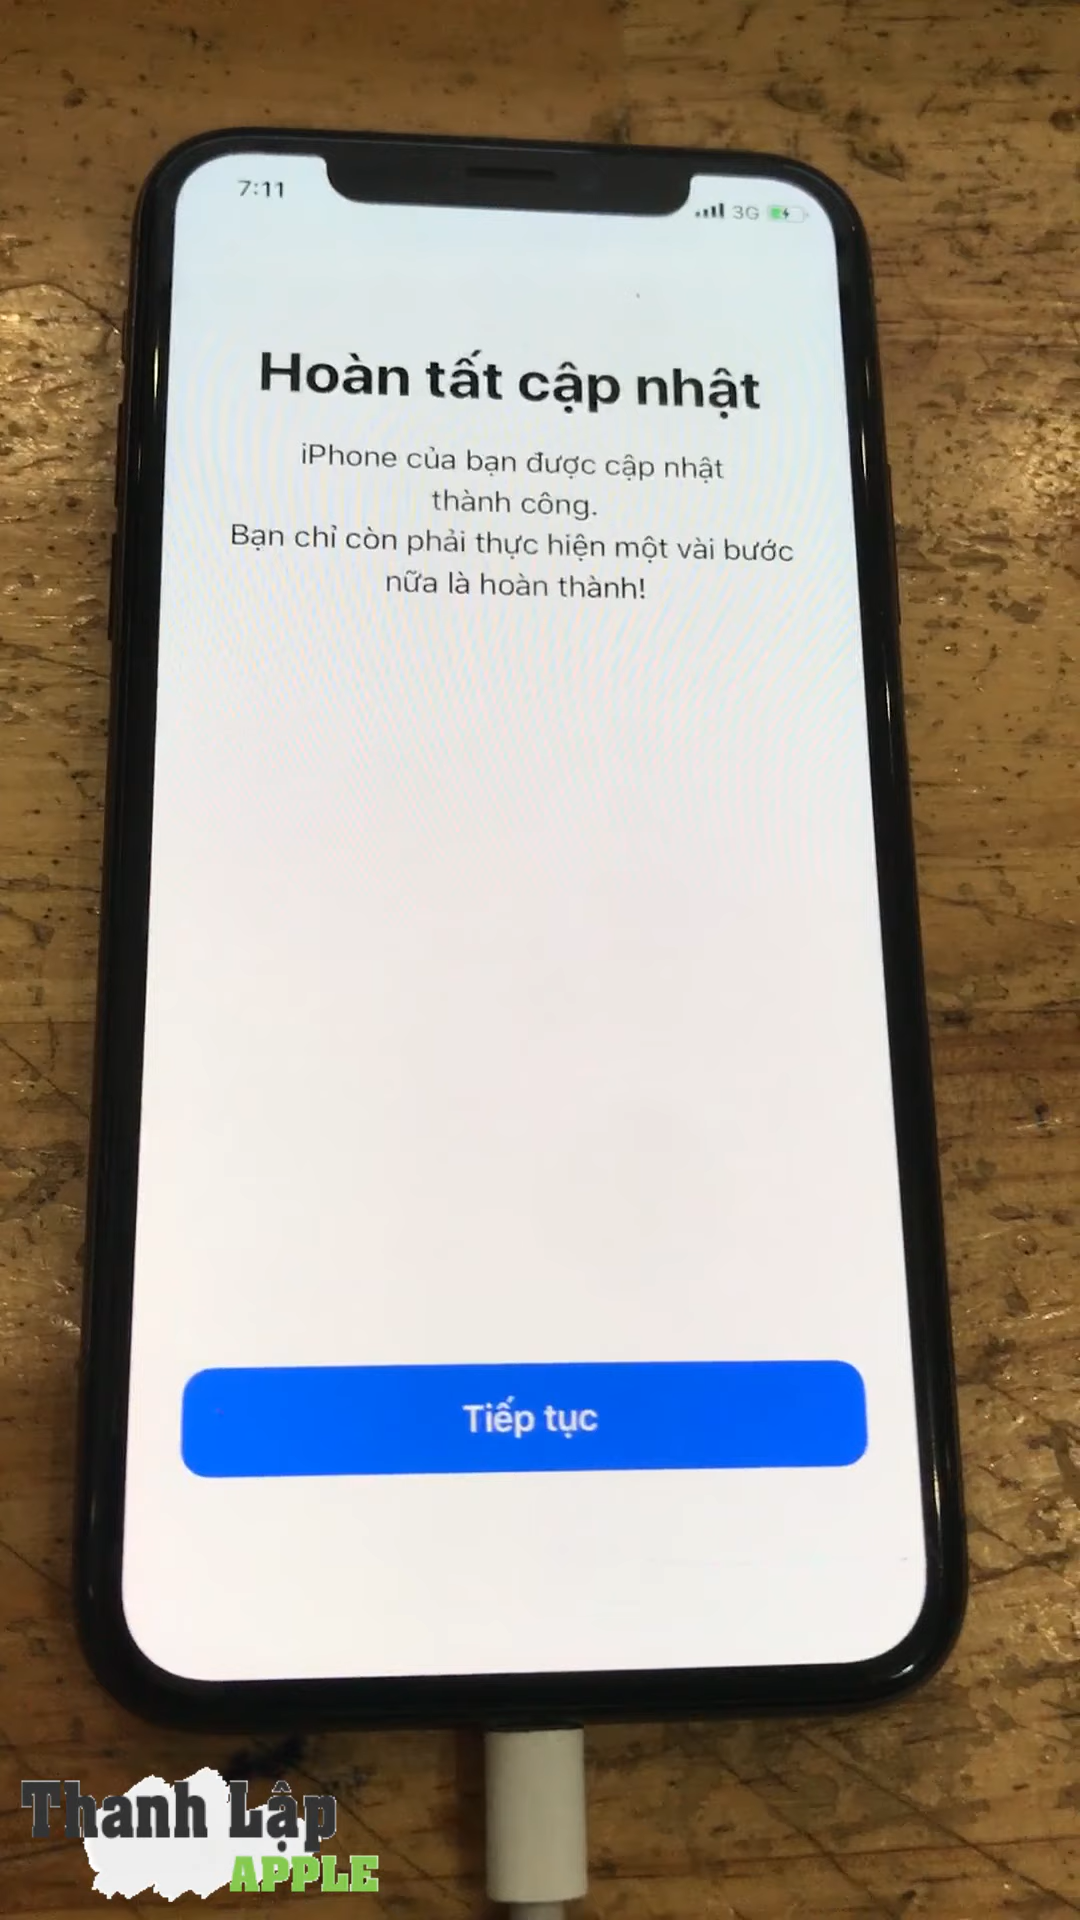 7:11
3G
Hoàn tất cập nhật
iPhone của bạn được cập nhật
thành công.
Bạn chỉ còn phải thực hiện một vài bước
nữa là hoàn thành!
Tiếp tục
Thanh Lập
APPLE